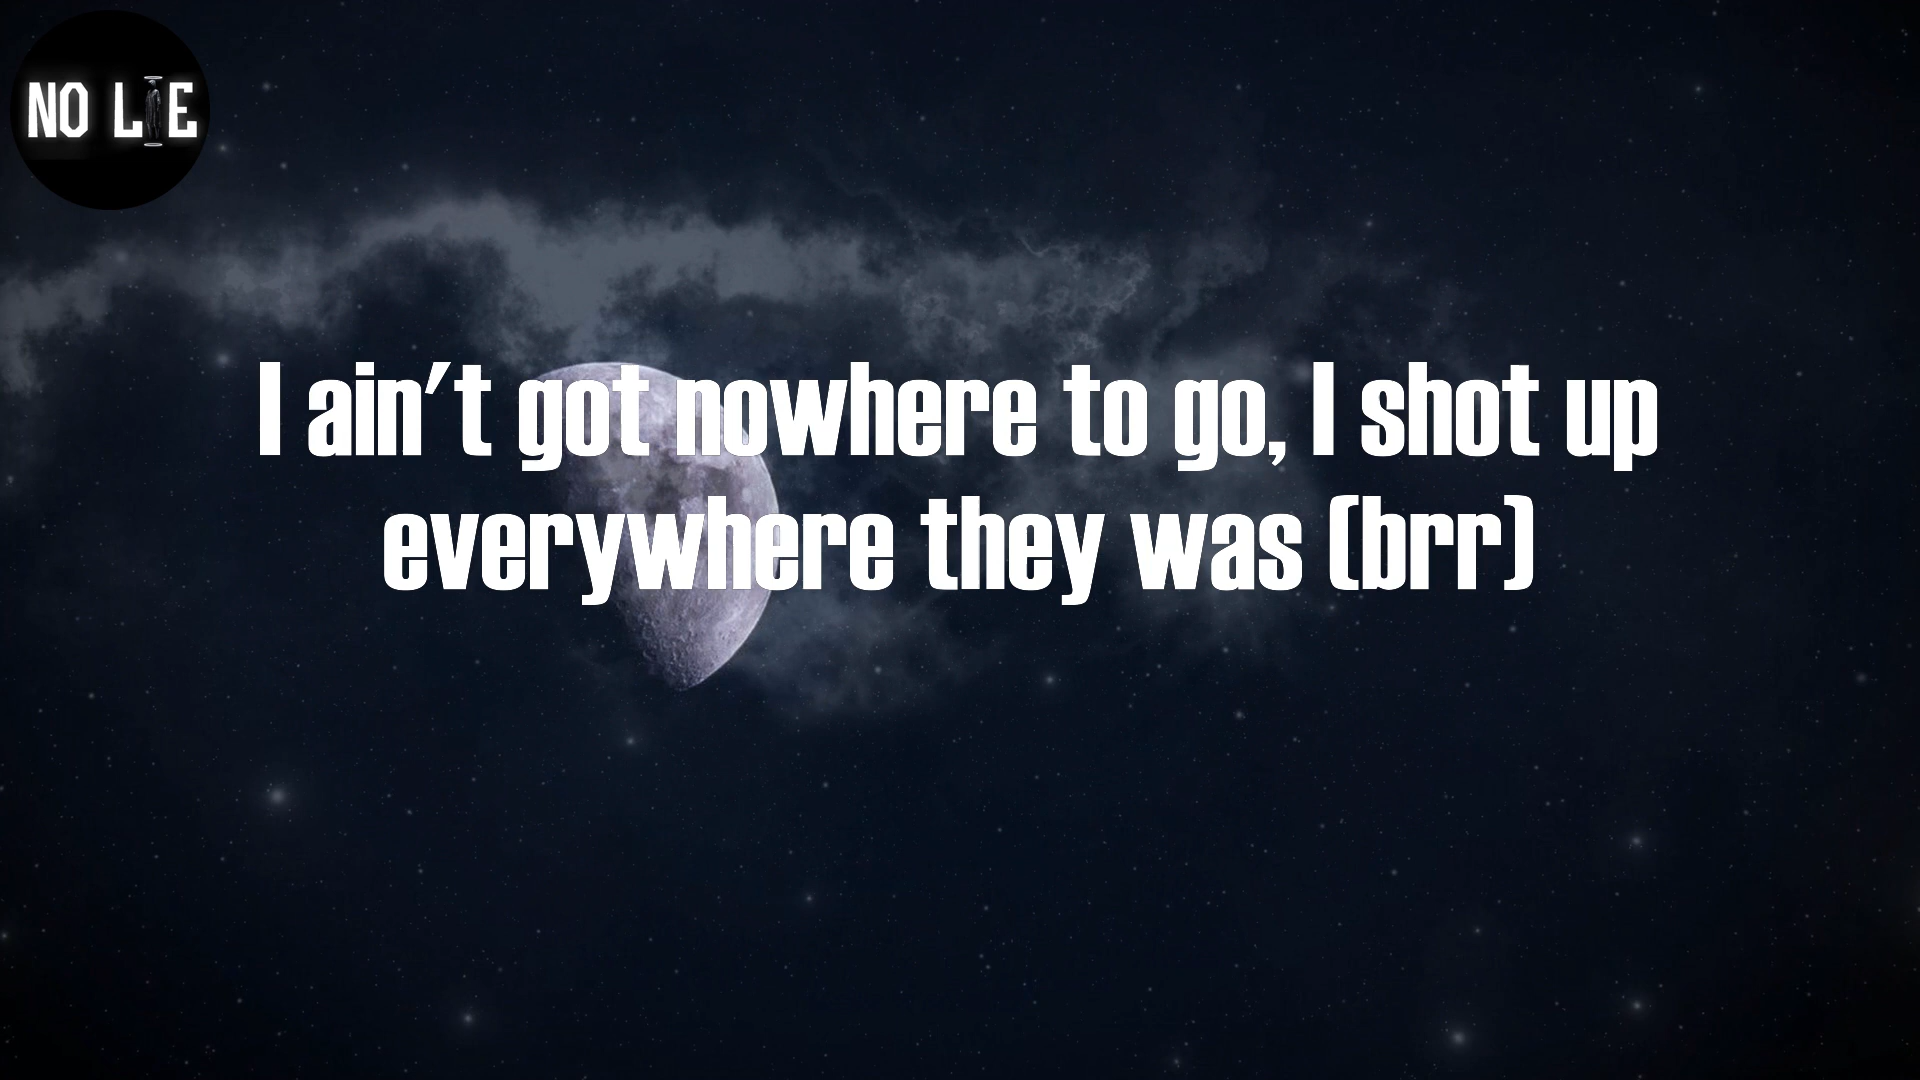 NO LIE
I ain't got nowhere to go, I shot up
everywhere they was (brr)